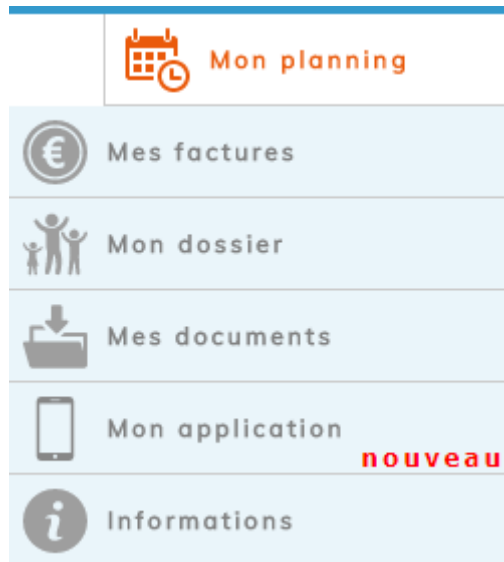 Mon planning
Mes factures
Mon dossier
Mes documents
Mon application
nouveau
Informations